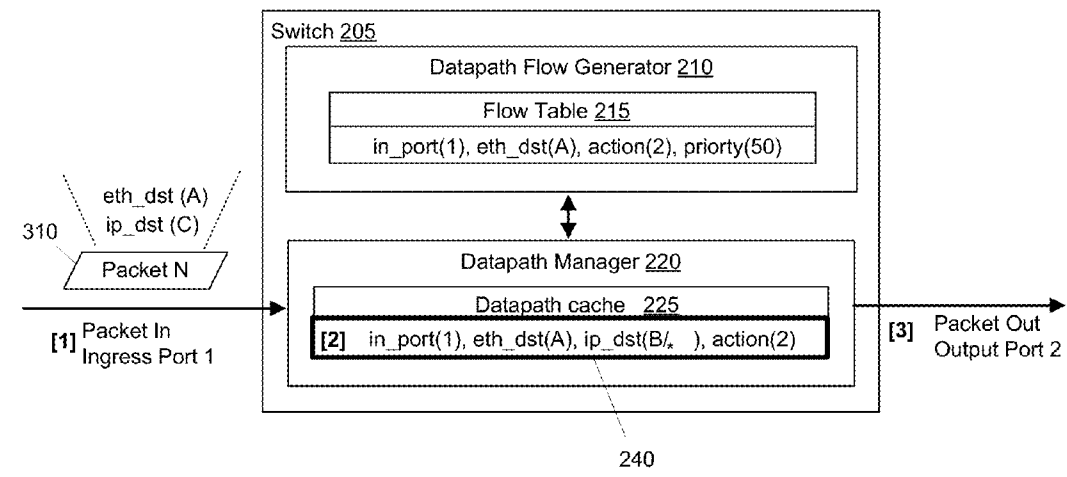 Switch 205
Datapath Flow Generator 210
Flow Table 215
in_port(1), eth_dst(A), action(2), priorty(50)
eth_dst (A)
ip_dst (C)
310
Packet N
Datapath Manager 220
Datapath cache 225
[2] in_port(1), eth_dst(A), ip_dst(B/* ), action(2)
[1] Packet In
Ingress Port 1
[3] Packet Out
Output Port 2
240